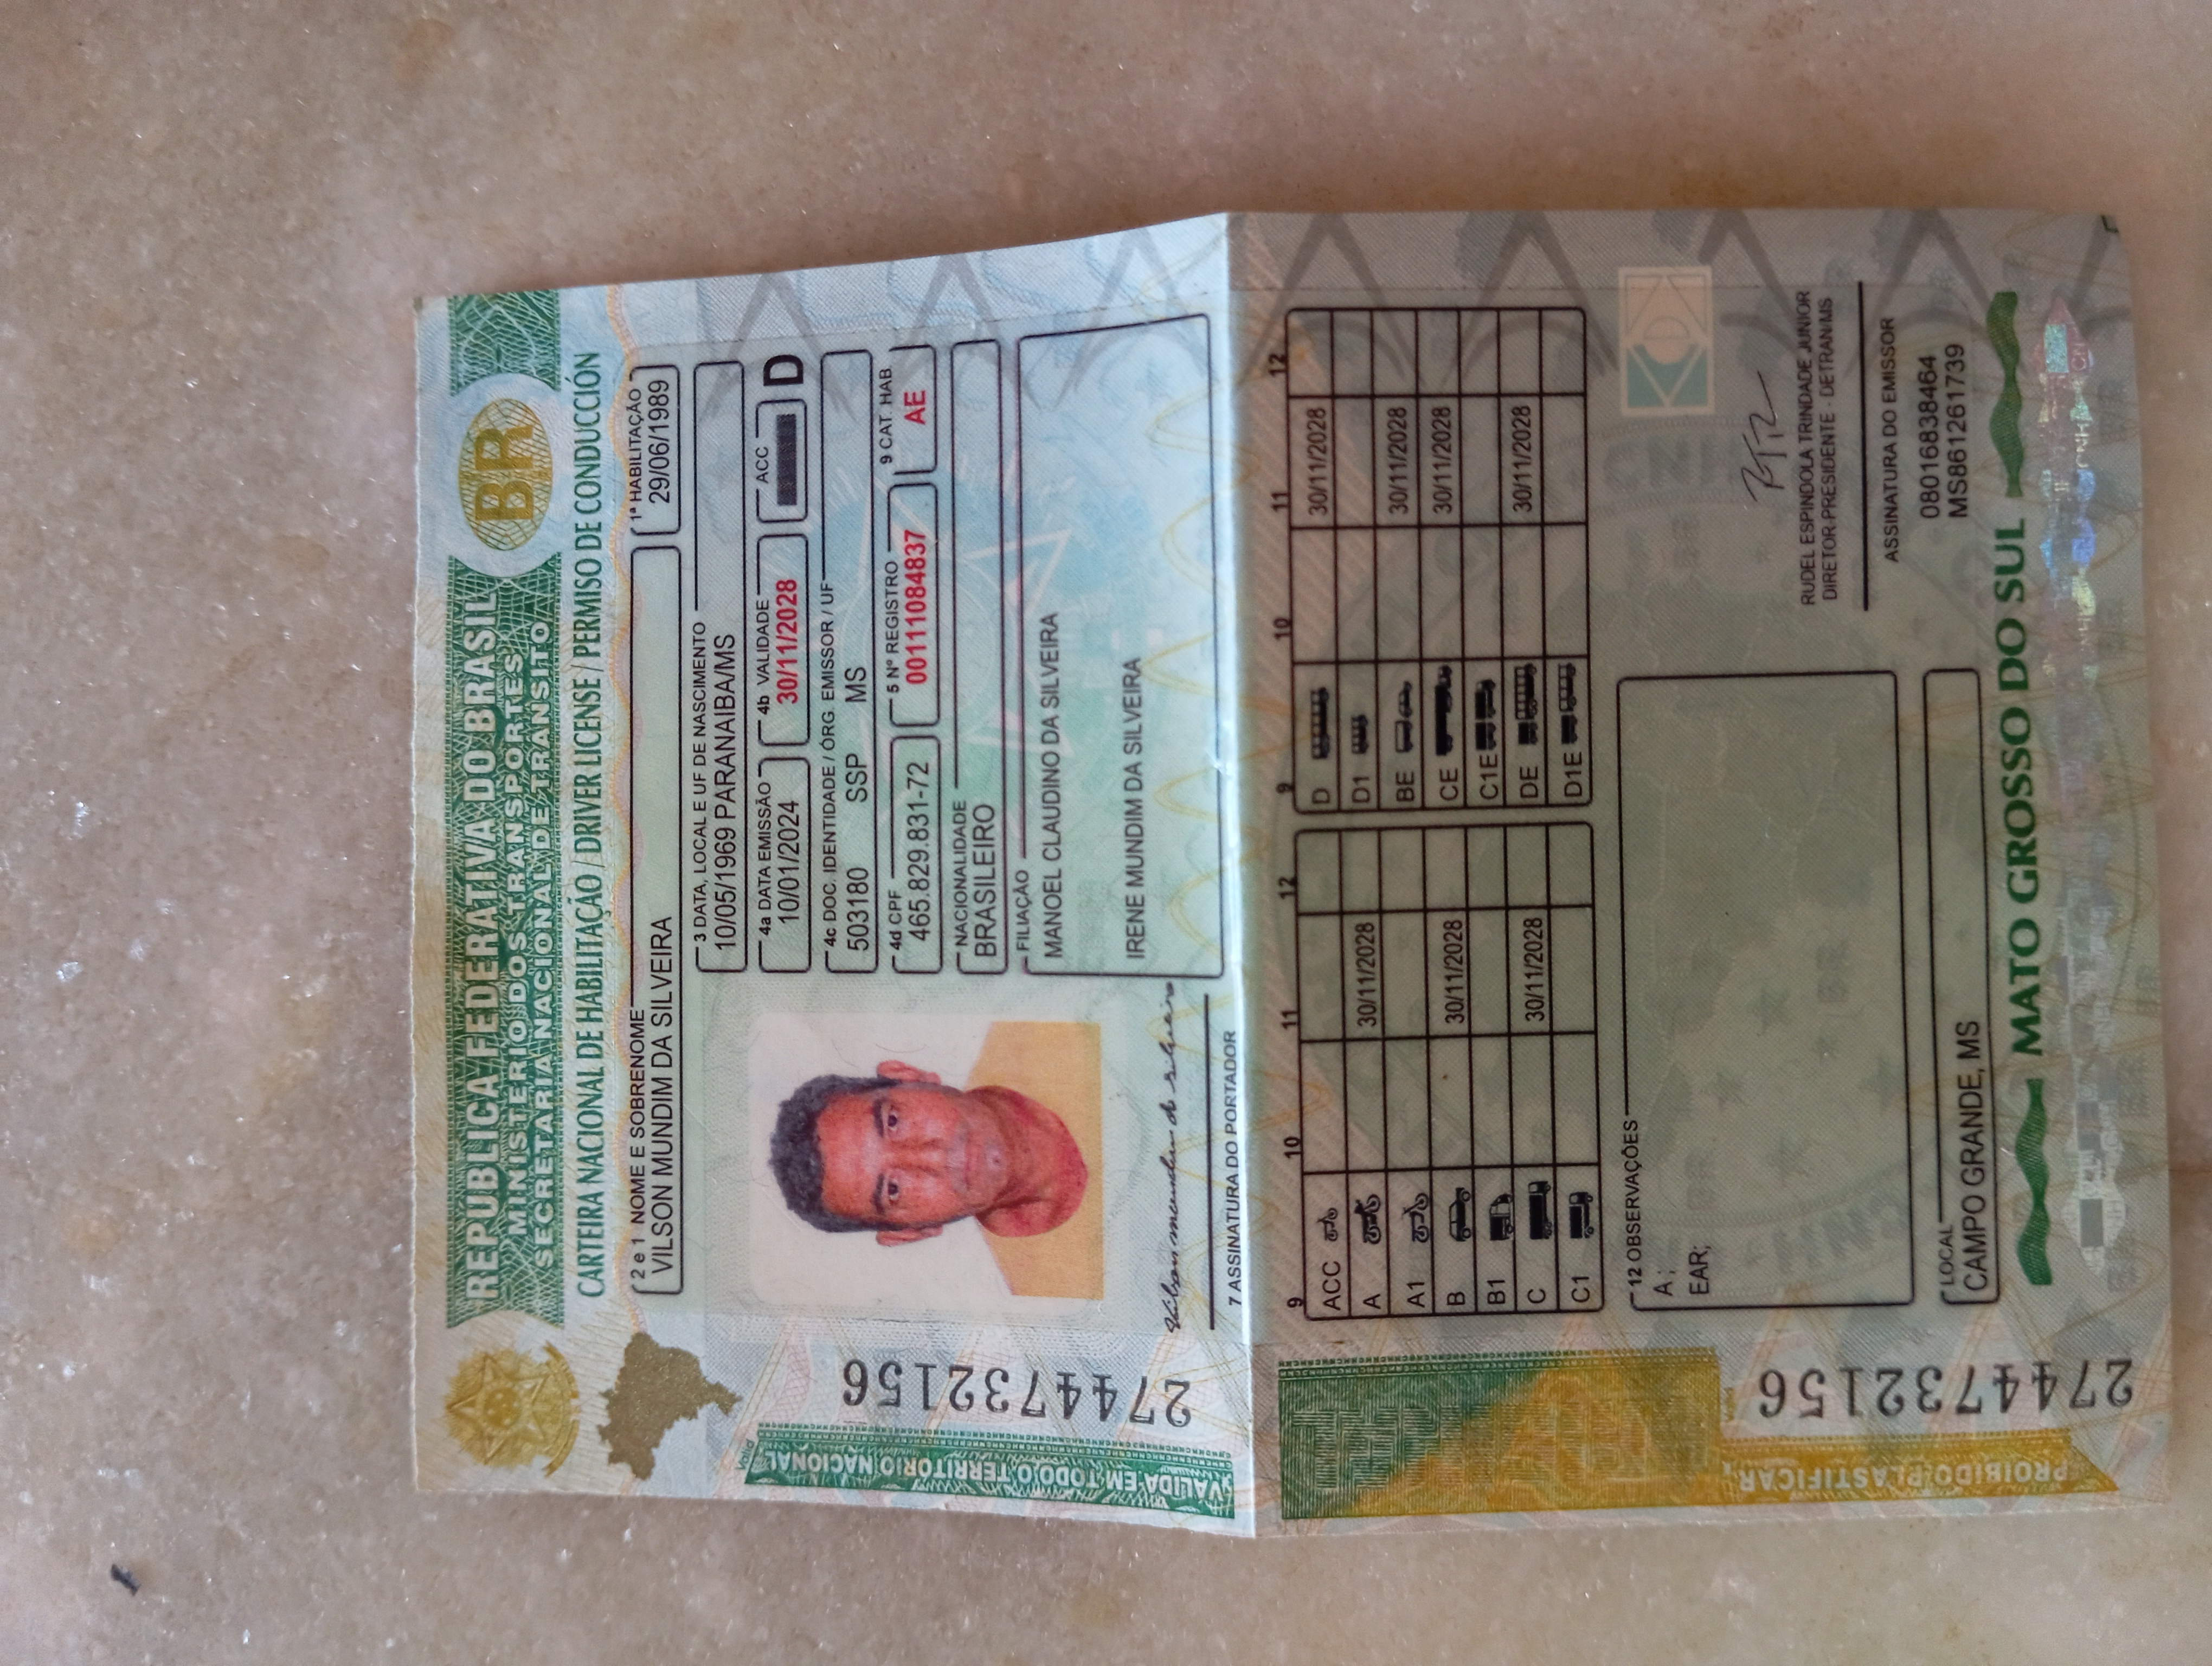 REPÚBLICA FEDERATIVA DO BRASIL
MINISTÉRIO DOS TRANSPORTES
SECRETARIA NACIONAL DE TRÂNSITO
BR
CARTEIRA NACIONAL DE HABILITAÇÃO / DRIVER LICENSE / PERMISO DE CONDUCCIÓN
2 e 1 NOME E SOBRENOME
VILSON MUNDIM DA SILVEIRA
1ª HABILITAÇÃO
29/06/1989
3 DATA, LOCAL E UF DE NASCIMENTO
10/05/1969 PARANAIBA/MS
4a DATA EMISSÃO
10/01/2024
4b VALIDADE
30/11/2028
ACC
D
4c DOC. IDENTIDADE / ÓRG. EMISSOR / UF
503180 SSP MS
4d CPF
465.829.831-72
5 Nº REGISTRO
00111084837
9 CAT. HAB.
AE
NACIONALIDADE
BRASILEIRO
FILIAÇÃO
MANOEL CLAUDINO DA SILVEIRA
IRENE MUNDIM DA SILVEIRA
Vilson mundim da silveira
7 ASSINATURA DO PORTADOR
Valid
VÁLIDA EM TODO O TERRITÓRIO NACIONAL
2744732156
9 10 11 12
ACC
A 30/11/2028
A1
B 30/11/2028
B1
C 30/11/2028
C1
9 10 11 12
D 30/11/2028
D1
BE 30/11/2028
CE 30/11/2028
C1E
DE 30/11/2028
D1E
12 OBSERVAÇÕES
A ;
EAR;
RUDEL ESPINDOLA TRINDADE JUNIOR
DIRETOR-PRESIDENTE - DETRAN/MS
ASSINATURA DO EMISSOR
08016838464
MS861261739
LOCAL
CAMPO GRANDE, MS
MATO GROSSO DO SUL
Valid
PROIBIDO PLASTIFICAR
2744732156